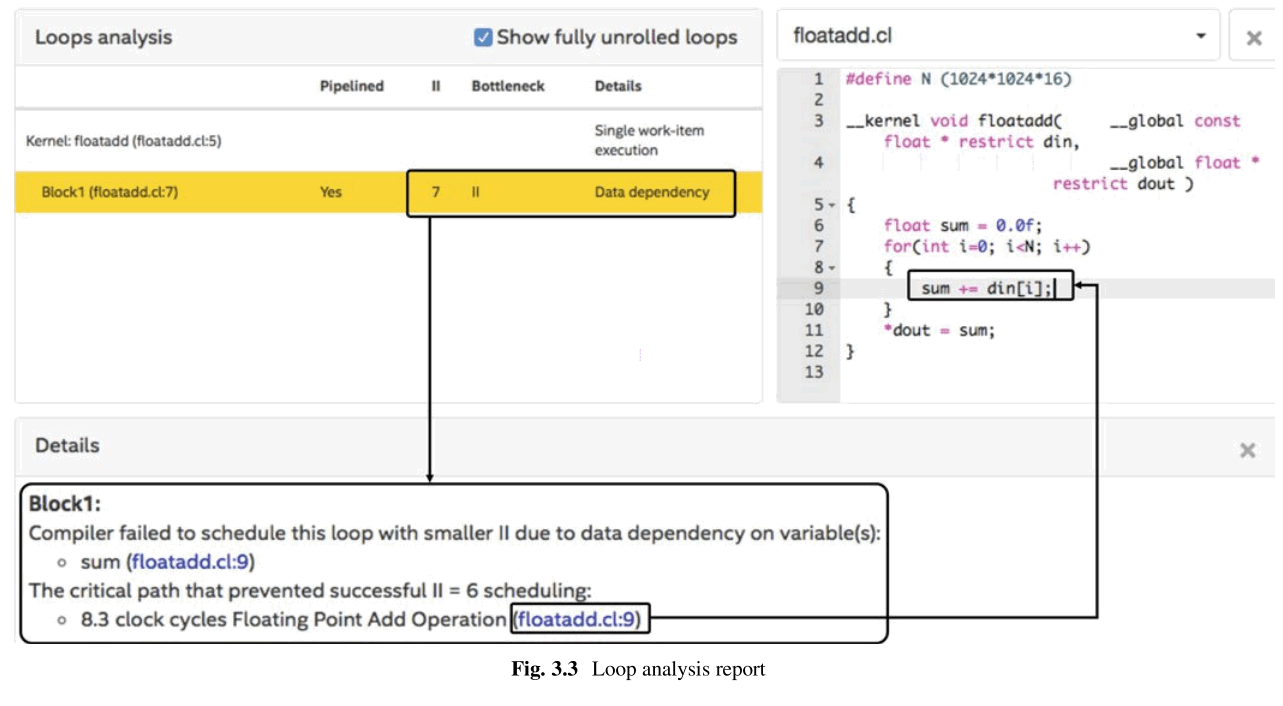 Loops analysis
Show fully unrolled loops
Pipelined II Bottleneck Details
Kernel: floatadd (floatadd.cl:5)
Single work-item
execution
Block1 (floatadd.cl:7) Yes 7 II Data dependency
floatadd.cl
×
1 #define N (1024*1024*16)
2
3 __kernel void floatadd( __global const
float * restrict din,
4 __global float *
restrict dout )
5 {
6 float sum = 0.0f;
7 for(int i=0; i<N; i++)
8 {
9 sum += din[i];
10 }
11 *dout = sum;
12 }
13
Details
×
Block1:
Compiler failed to schedule this loop with smaller II due to data dependency on variable(s):
sum (floatadd.cl:9)
The critical path that prevented successful II = 6 scheduling:
8.3 clock cycles Floating Point Add Operation (floatadd.cl:9)
Fig. 3.3 Loop analysis report